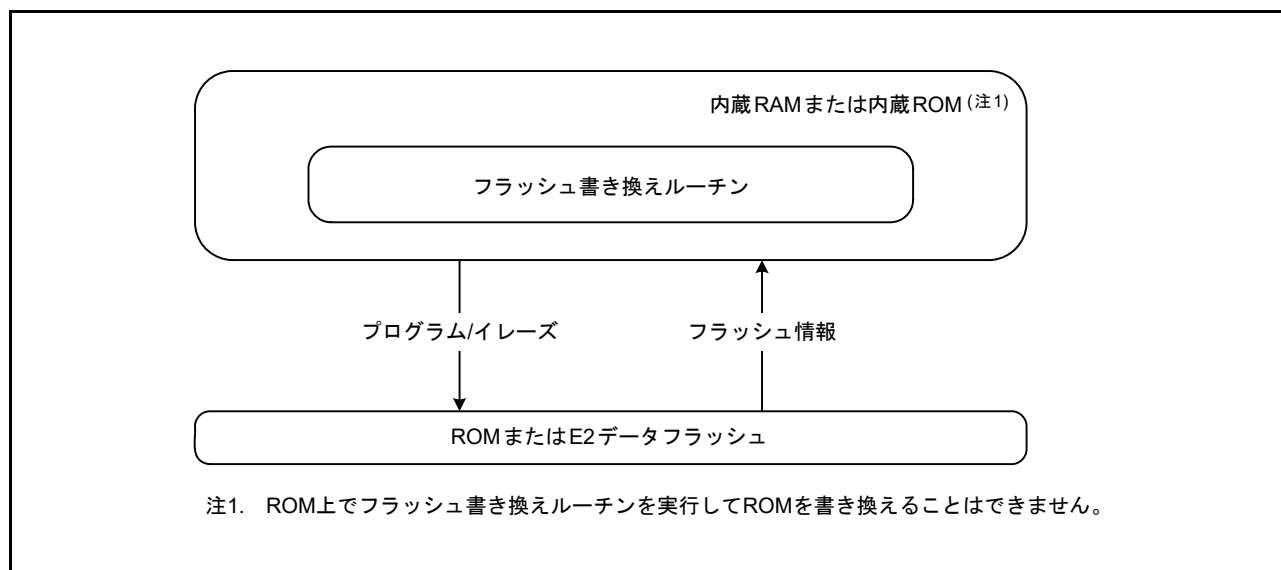 内蔵RAMまたは内蔵ROM(注1)
フラッシュ書き換えルーチン
プログラム/イレーズ
フラッシュ情報
ROMまたはE2データフラッシュ
注1. ROM上でフラッシュ書き換えルーチンを実行してROMを書き換えることはできません。